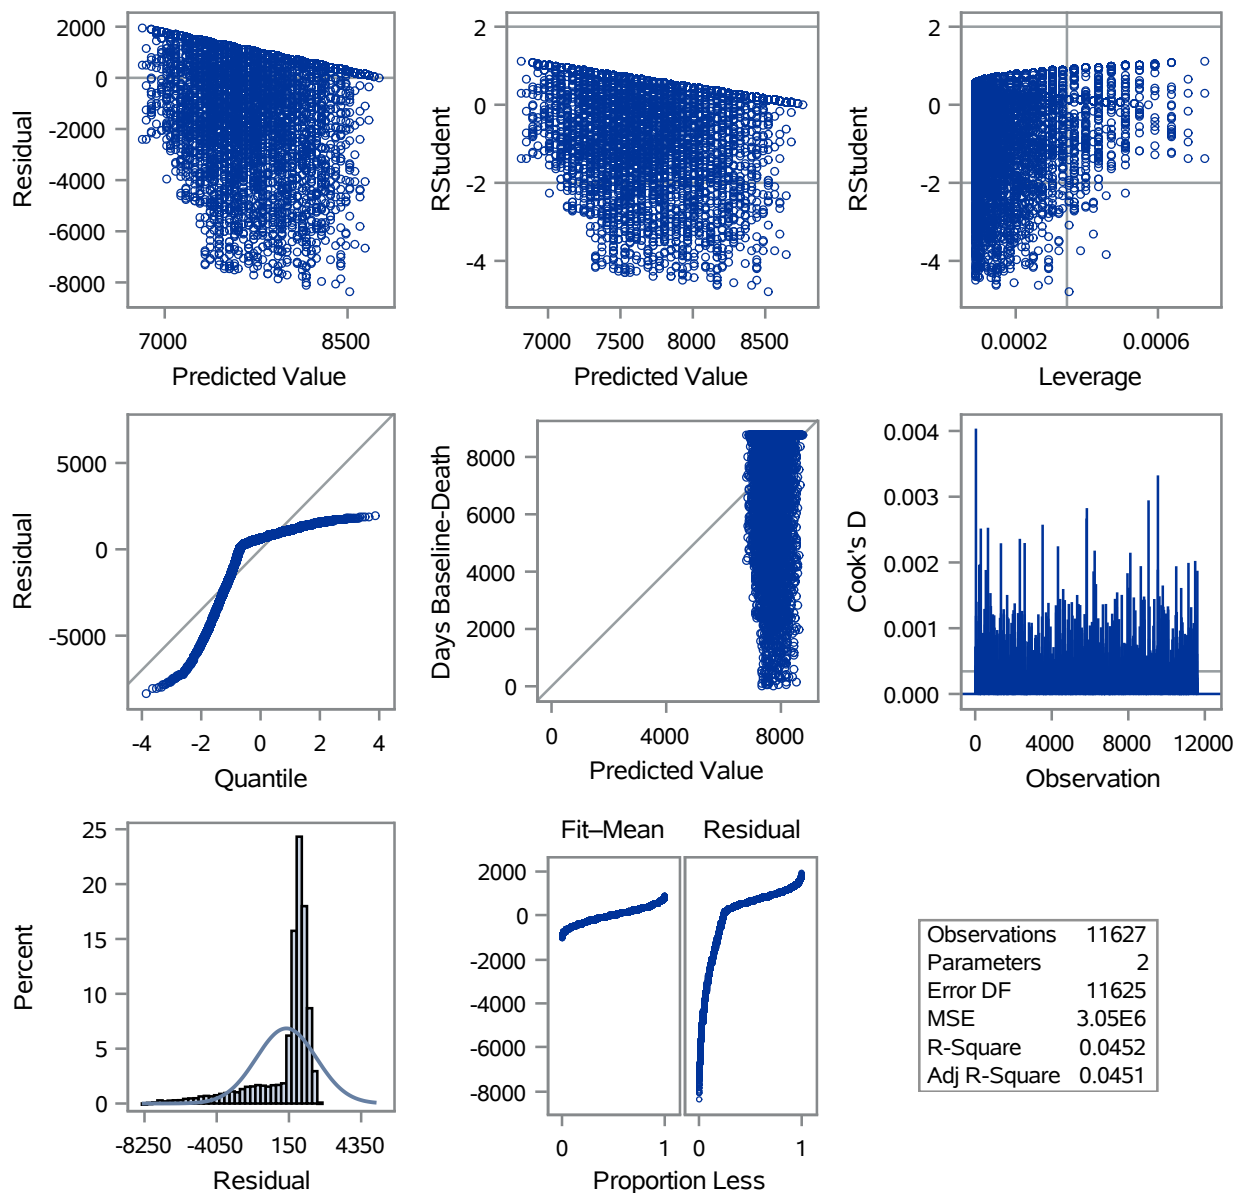 2000
0
-2000
-4000
-6000
-8000
Residual
7000 8500
Predicted Value
2
0
-2
-4
RStudent
7000 7500 8000 8500
Predicted Value
2
0
-2
-4
RStudent
0.0002 0.0006
Leverage
5000
0
-5000
Residual
-4 -2 0 2 4
Quantile
8000
6000
4000
2000
0
Days Baseline-Death
0 4000 8000
Predicted Value
0.004
0.003
0.002
0.001
0.000
Cook's D
0 4000 8000 12000
Observation
25
20
15
10
5
0
Percent
-8250 -4050 150 4350
Residual
Fit–Mean Residual
2000
0
-2000
-4000
-6000
-8000
0 1 0 1
Proportion Less
Observations 11627
Parameters 2
Error DF 11625
MSE 3.05E6
R-Square 0.0452
Adj R-Square 0.0451